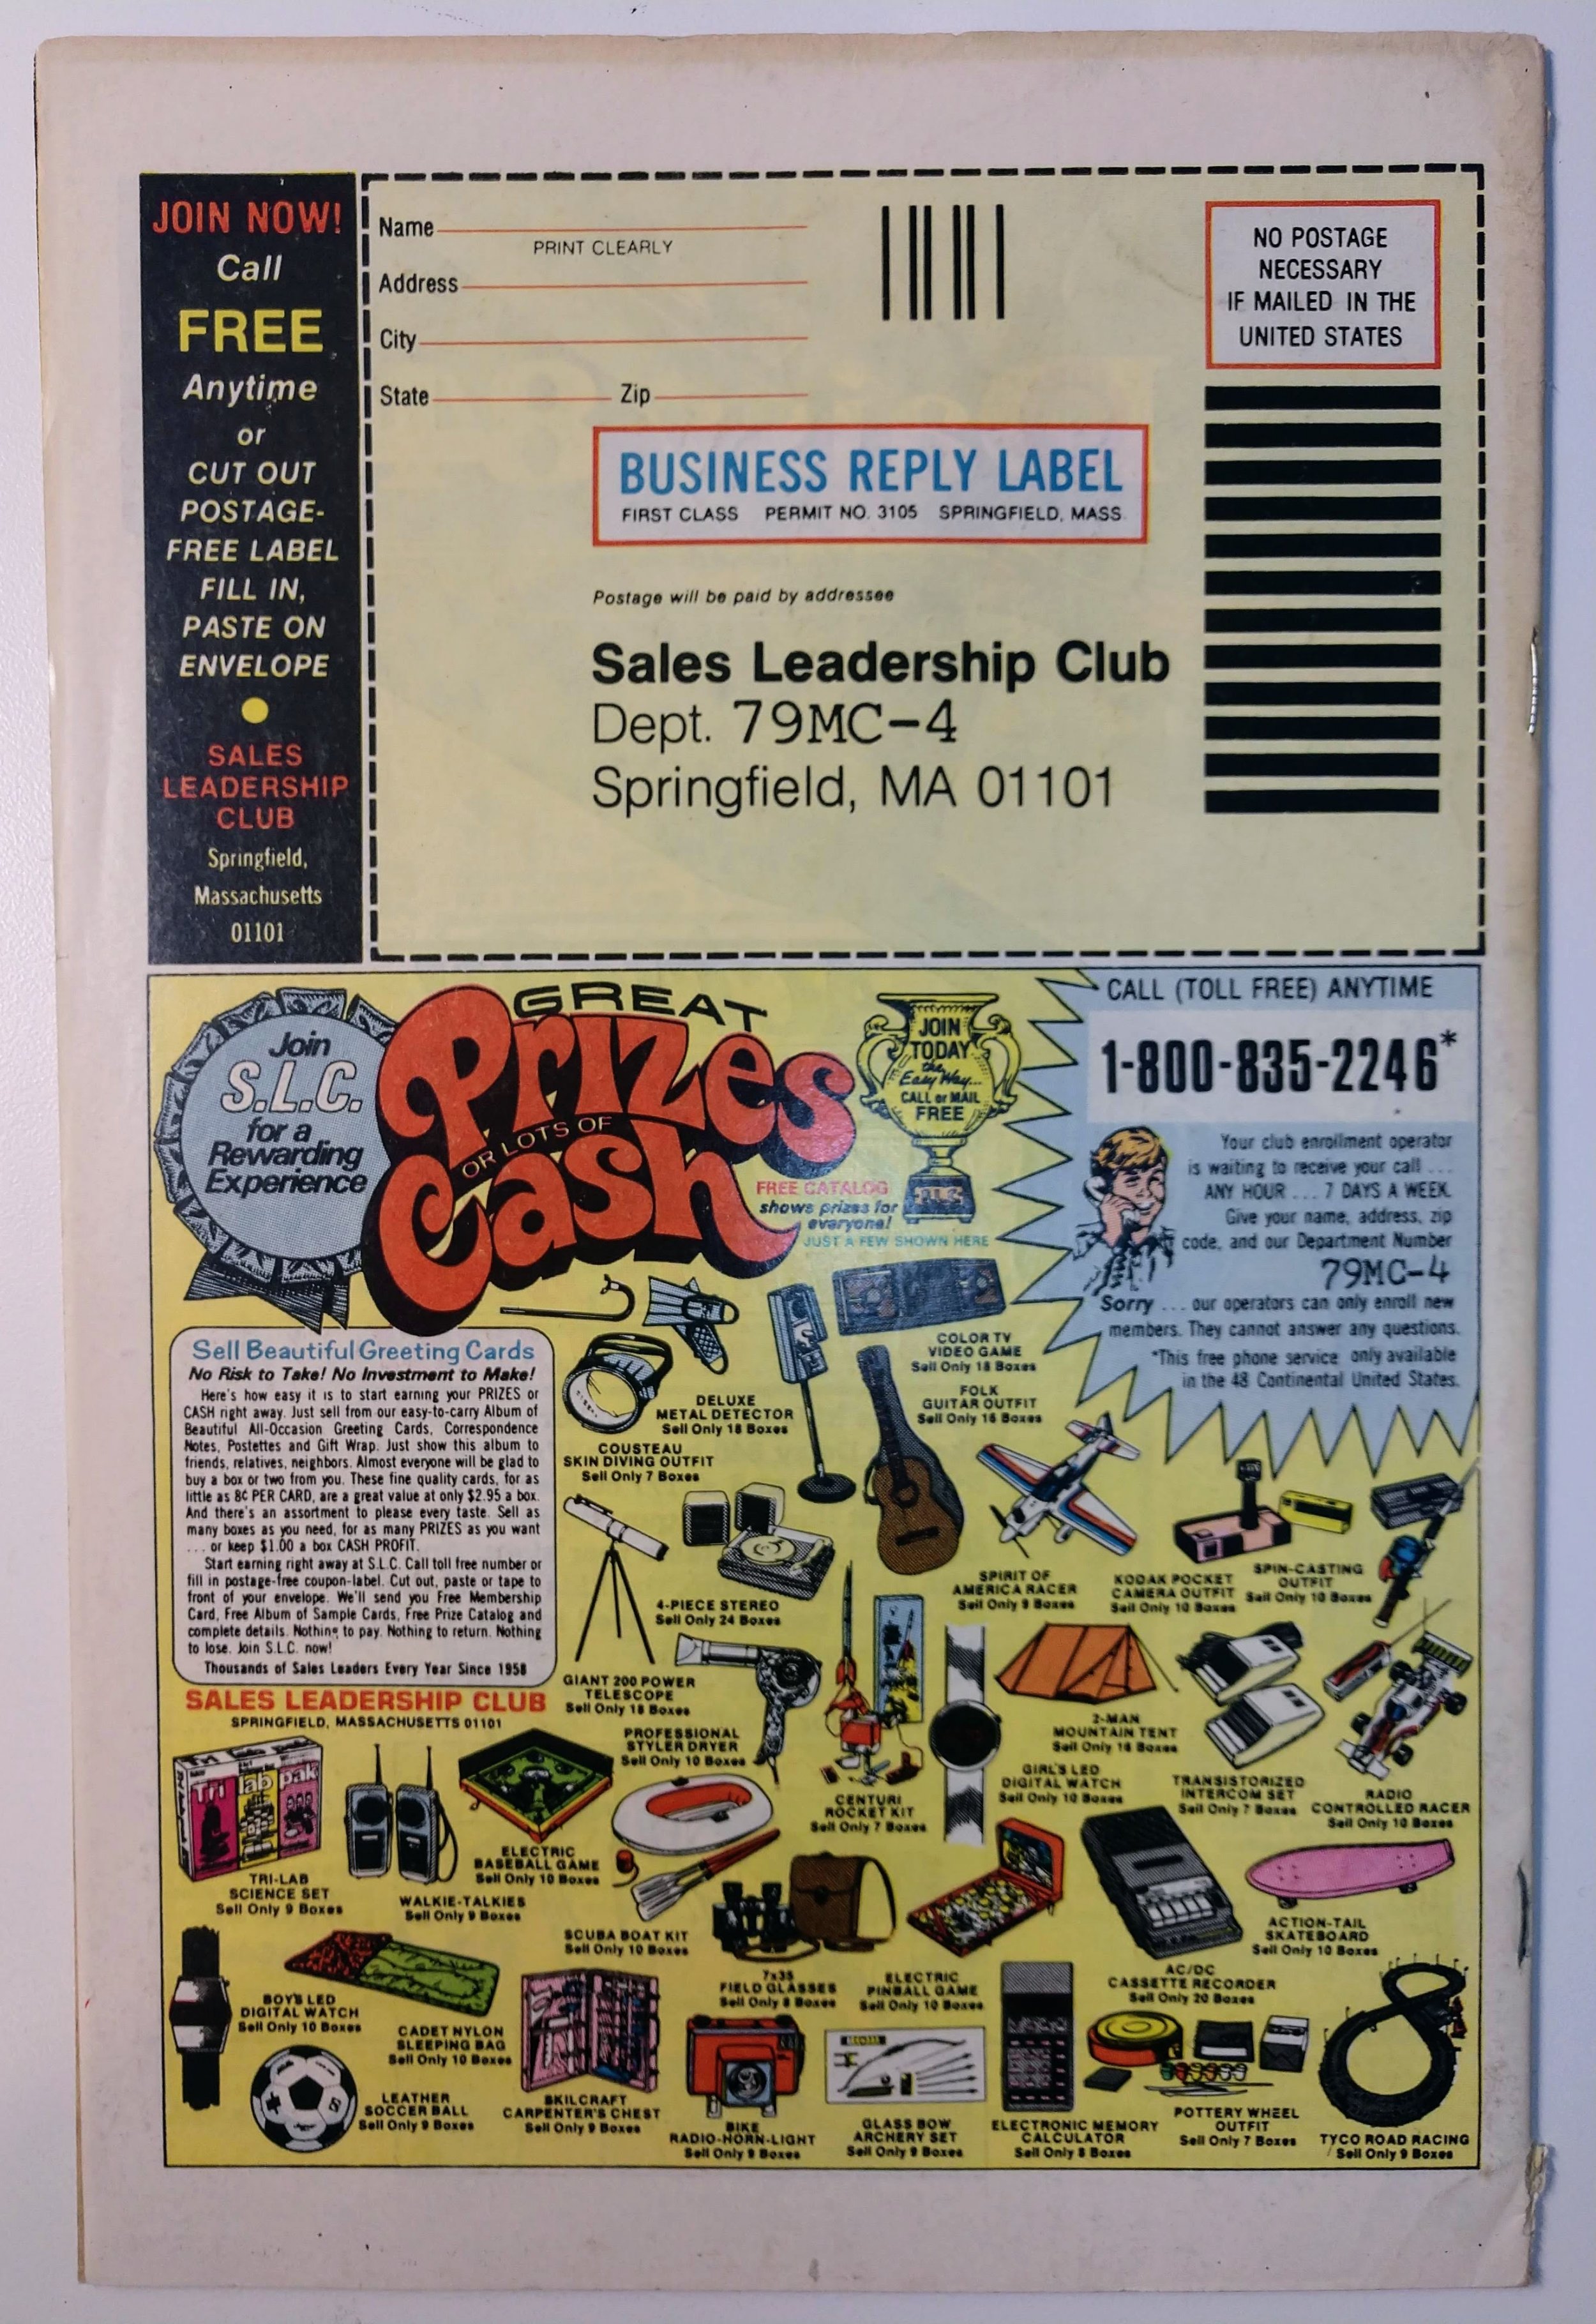 JOIN NOW!
Call
FREE
Anytime
or
CUT OUT
POSTAGE-
FREE LABEL
FILL IN,
PASTE ON
ENVELOPE
SALES
LEADERSHIP
CLUB
Springfield,
Massachusetts
01101
Name
PRINT CLEARLY
Address
City
State Zip
NO POSTAGE
NECESSARY
IF MAILED IN THE
UNITED STATES
BUSINESS REPLY LABEL
FIRST CLASS PERMIT NO. 3105 SPRINGFIELD, MASS.
Postage will be paid by addressee
Sales Leadership Club
Dept. 79MC-4
Springfield, MA 01101
Join
S.L.C.
for a
Rewarding
Experience
GREAT
Prizes
OR LOTS OF
Cash
FREE CATALOG
shows prizes for
everyone!
JUST A FEW SHOWN HERE
JOIN
TODAY
the
Easy Way...
CALL or MAIL
FREE
SLC
CALL (TOLL FREE) ANYTIME
1-800-835-2246*
Your club enrollment operator
is waiting to receive your call . . .
ANY HOUR . . . 7 DAYS A WEEK.
Give your name, address, zip
code, and our Department Number
79MC-4
Sorry . . . our operators can only enroll new
members. They cannot answer any questions.
*This free phone service only available
in the 48 Continental United States.
Sell Beautiful Greeting Cards
No Risk to Take! No Investment to Make!
Here's how easy it is to start earning your PRIZES or
CASH right away. Just sell from our easy-to-carry Album of
Beautiful All-Occasion Greeting Cards, Correspondence
Notes, Postettes and Gift Wrap. Just show this album to
friends, relatives, neighbors. Almost everyone will be glad to
buy a box or two from you. These fine quality cards, for as
little as 8¢ PER CARD, are a great value at only $2.95 a box.
And there's an assortment to please every taste. Sell as
many boxes as you need, for as many PRIZES as you want
. . . or keep $1.00 a box CASH PROFIT.
Start earning right away at S.L.C. Call toll free number or
fill in postage-free coupon-label. Cut out, paste or tape to
front of your envelope. We'll send you Free Membership
Card, Free Album of Sample Cards, Free Prize Catalog and
complete details. Nothing to pay. Nothing to return. Nothing
to lose. Join S.L.C. now!
Thousands of Sales Leaders Every Year Since 1958
SALES LEADERSHIP CLUB
SPRINGFIELD, MASSACHUSETTS 01101
COLOR TV
VIDEO GAME
Sell Only 18 Boxes
DELUXE
METAL DETECTOR
Sell Only 18 Boxes
FOLK
GUITAR OUTFIT
Sell Only 16 Boxes
COUSTEAU
SKIN DIVING OUTFIT
Sell Only 7 Boxes
4-PIECE STEREO
Sell Only 24 Boxes
SPIRIT OF
AMERICA RACER
Sell Only 9 Boxes
KODAK POCKET
CAMERA OUTFIT
Sell Only 10 Boxes
SPIN-CASTING
OUTFIT
Sell Only 10 Boxes
GIANT 200 POWER
TELESCOPE
Sell Only 18 Boxes
PROFESSIONAL
STYLER DRYER
Sell Only 10 Boxes
CENTURI
ROCKET KIT
Sell Only 7 Boxes
GIRL'S LED
DIGITAL WATCH
Sell Only 10 Boxes
2-MAN
MOUNTAIN TENT
Sell Only 16 Boxes
TRANSISTORIZED
INTERCOM SET
Sell Only 7 Boxes
RADIO
CONTROLLED RACER
Sell Only 10 Boxes
Tri lab pak
TRI-LAB
SCIENCE SET
Sell Only 9 Boxes
WALKIE-TALKIES
Sell Only 9 Boxes
ELECTRIC
BASEBALL GAME
Sell Only 10 Boxes
SCUBA BOAT KIT
Sell Only 10 Boxes
7x35
FIELD GLASSES
Sell Only 8 Boxes
ELECTRIC
PINBALL GAME
Sell Only 10 Boxes
AC/DC
CASSETTE RECORDER
Sell Only 20 Boxes
ACTION-TAIL
SKATEBOARD
Sell Only 10 Boxes
BOY'S LED
DIGITAL WATCH
Sell Only 10 Boxes
CADET NYLON
SLEEPING BAG
Sell Only 10 Boxes
LEATHER
SOCCER BALL
Sell Only 9 Boxes
SKILCRAFT
CARPENTER'S CHEST
Sell Only 9 Boxes
BIKE
RADIO-HORN-LIGHT
Sell Only 9 Boxes
GLASS BOW
ARCHERY SET
Sell Only 9 Boxes
ELECTRONIC MEMORY
CALCULATOR
Sell Only 8 Boxes
POTTERY WHEEL
OUTFIT
Sell Only 7 Boxes
TYCO ROAD RACING
Sell Only 9 Boxes